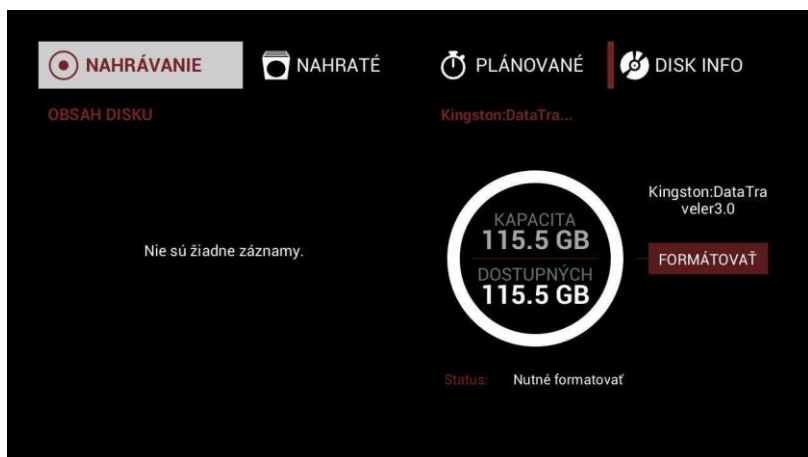 NAHRÁVANIE
NAHRATÉ
PLÁNOVANÉ
DISK INFO
OBSAH DISKU
Kingston:DataTra...
Nie sú žiadne záznamy.
KAPACITA
115.5 GB
DOSTUPNÝCH
115.5 GB
Kingston:DataTra
veler3.0
FORMÁTOVAŤ
Status: Nutné formatovať